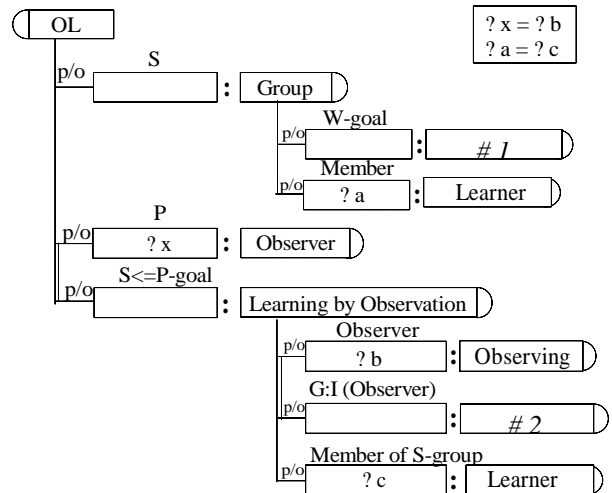 OL
? x = ? b
? a = ? c
S
p/o : Group
W-goal
p/o : # 1
Member
p/o ? a : Learner
P
p/o ? x : Observer
S<=P-goal
p/o : Learning by Observation
Observer
p/o ? b : Observing
G:I (Observer)
p/o : # 2
Member of S-group
p/o ? c : Learner